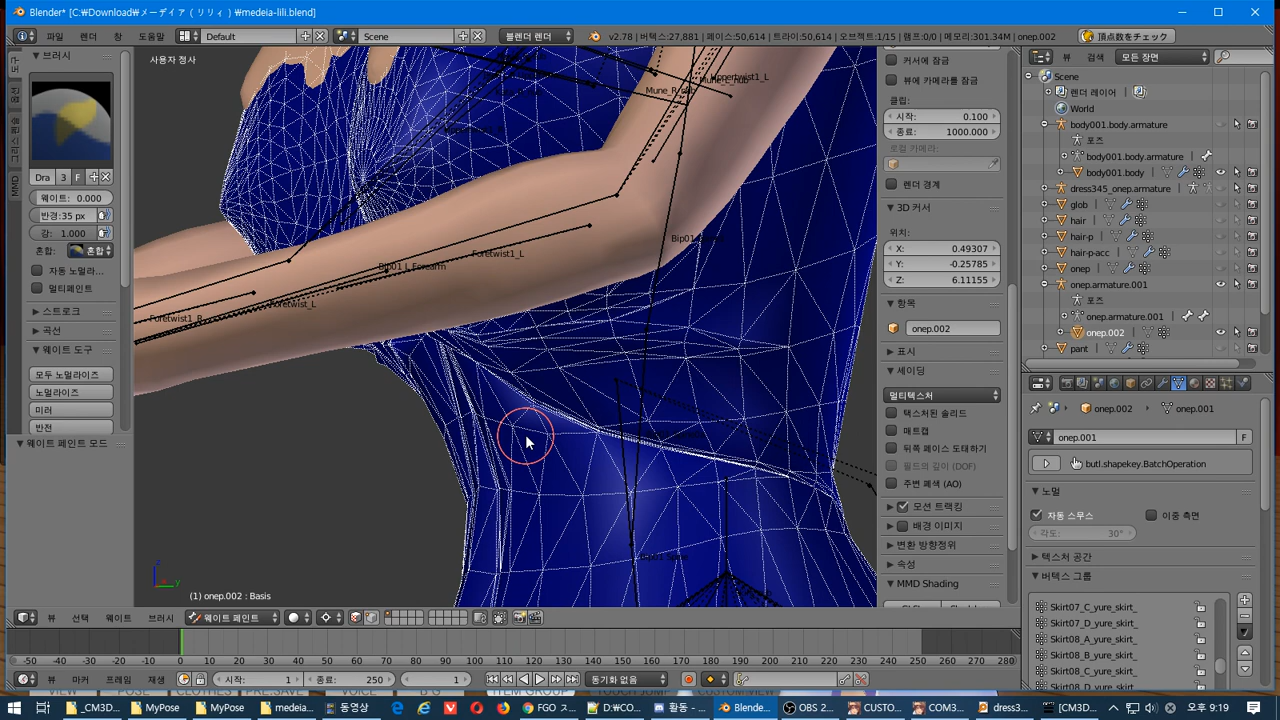 Blender* [C:₩Download₩メーデイア ( リリィ )₩medeia-lili.blend]
파일
렌더
창
도움말
Default
Scene
블렌더 렌더
v2.78 | 버텍스:27,881 | 페이스:50,614 | 트라이:50,614 | 오브젝트:1/15 | 램프:0/0 | 메모리:301.34M | onep.002
頂点数をチェック
브러시
Dra
3
F
웨이트: 0.000
반경:35 px
강: 1.000
혼합:
혼합
자동 노멀라...
멀티페인트
스트로크
곡선
웨이트 도구
모두 노멀라이즈
노멀라이즈
미러
반전
웨이트 페인트 모드
MMD
사용자 정사
Uppertwist1_L
Foretwist1_L
Bip01 L Forearm
Foretwist_L
Foretwist1_R
(1) onep.002 : Basis
커서에 잠금
뷰에 카메라를 잠금
클립:
시작: 0.100
종료: 1000.000
로컬 카메라:
렌더 경계
3D 커서
위치:
X: 0.49307
Y: -0.25785
Z: 6.11155
항목
onep.002
표시
셰이딩
멀티텍스처
텍스처된 솔리드
매트캡
뒤쪽 페이스 도태하기
필드의 깊이 (DOF)
주변 폐색 (AO)
모션 트랙킹
배경 이미지
변환 방향정위
속성
MMD Shading
뷰
검색
모든 장면
Scene
렌더 레이어
World
body001.body.armature
포즈
body001.body.armature
body001.body
dress345_onep.armature
glob
hair
hair-p
hair-p-acc
onep
onep.armature.001
포즈
onep.armature.001
onep.002
pant
onep.002
onep.001
onep.001
F
butl.shapekey.BatchOperation
노멀
자동 스무스
이중 측면
각도: 30°
텍스처 공간
버텍스 그룹
Skirt07_C_yure_skirt_
Skirt07_D_yure_skirt_
Skirt08_A_yure_skirt_
Skirt08_B_yure_skirt_
Skirt08_C_yure_skirt_
Skirt08_D_yure_skirt_
뷰
선택
웨이트
브러시
웨이트 페인트
-50 -40 -30 -20 -10 0 10 20 30 40 50 60 70 80 90 100 110 120 130 140 150 160 170 180 190 200 210 220 230 240 250 260 270 280
뷰
마커
프레임
재생
시작: 1
종료: 250
1
동기화 없음
_CM3D...
MyPose
MyPose
medeia...
동영상
FGO ス...
D:₩CO...
활동 - ...
Blende...
OBS 2...
CUSTO...
COM3...
dress3...
[CM3D...
오후 9:19